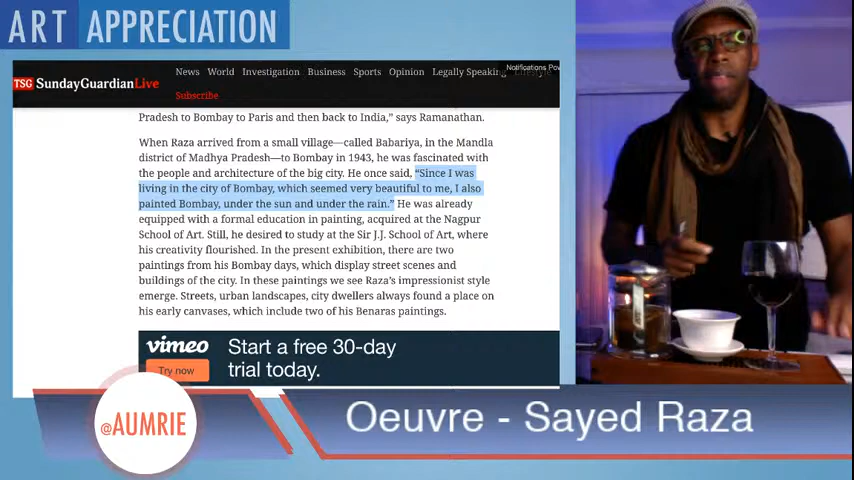 ART APPRECIATION
TSG SundayGuardianLive
News World Investigation Business Sports Opinion Legally Speaking Lifestyle
Notifications Pow
Subscribe
Pradesh to Bombay to Paris and then back to India,” says Ramanathan.
When Raza arrived from a small village—called Babariya, in the Mandla
district of Madhya Pradesh—to Bombay in 1943, he was fascinated with
the people and architecture of the big city. He once said, “Since I was
living in the city of Bombay, which seemed very beautiful to me, I also
painted Bombay, under the sun and under the rain.” He was already
equipped with a formal education in painting, acquired at the Nagpur
School of Art. Still, he desired to study at the Sir J.J. School of Art, where
his creativity flourished. In the present exhibition, there are two
paintings from his Bombay days, which display street scenes and
buildings of the city. In these paintings we see Raza’s impressionist style
emerge. Streets, urban landscapes, city dwellers always found a place on
his early canvases, which include two of his Benaras paintings.
vimeo
Start a free 30-day
trial today.
Try now
@AUMRIE
Oeuvre - Sayed Raza